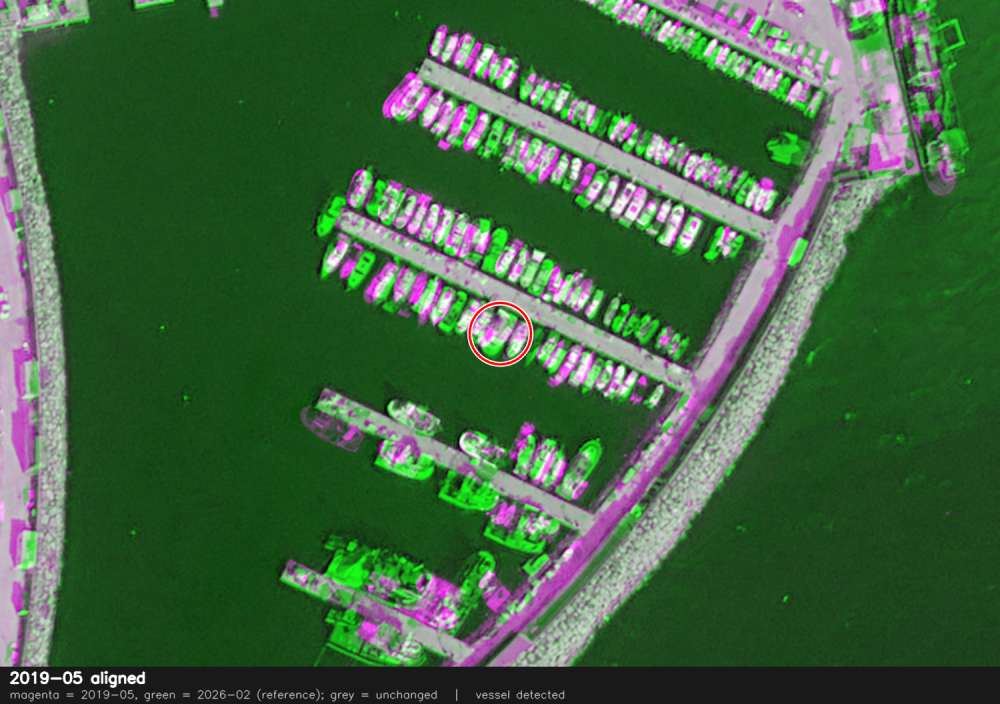 2019-05 aligned
magenta = 2019-05, green = 2026-02 (reference); grey = unchanged | vessel detected